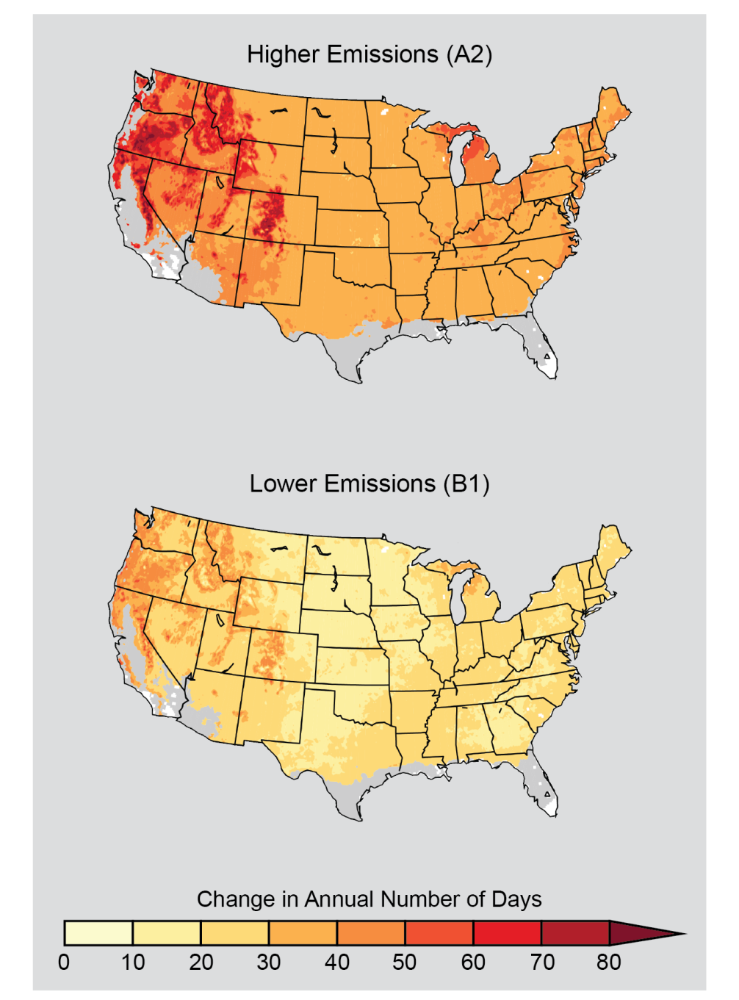 Higher Emissions (A2)
Lower Emissions (B1)
Change in Annual Number of Days
0 10 20 30 40 50 60 70 80